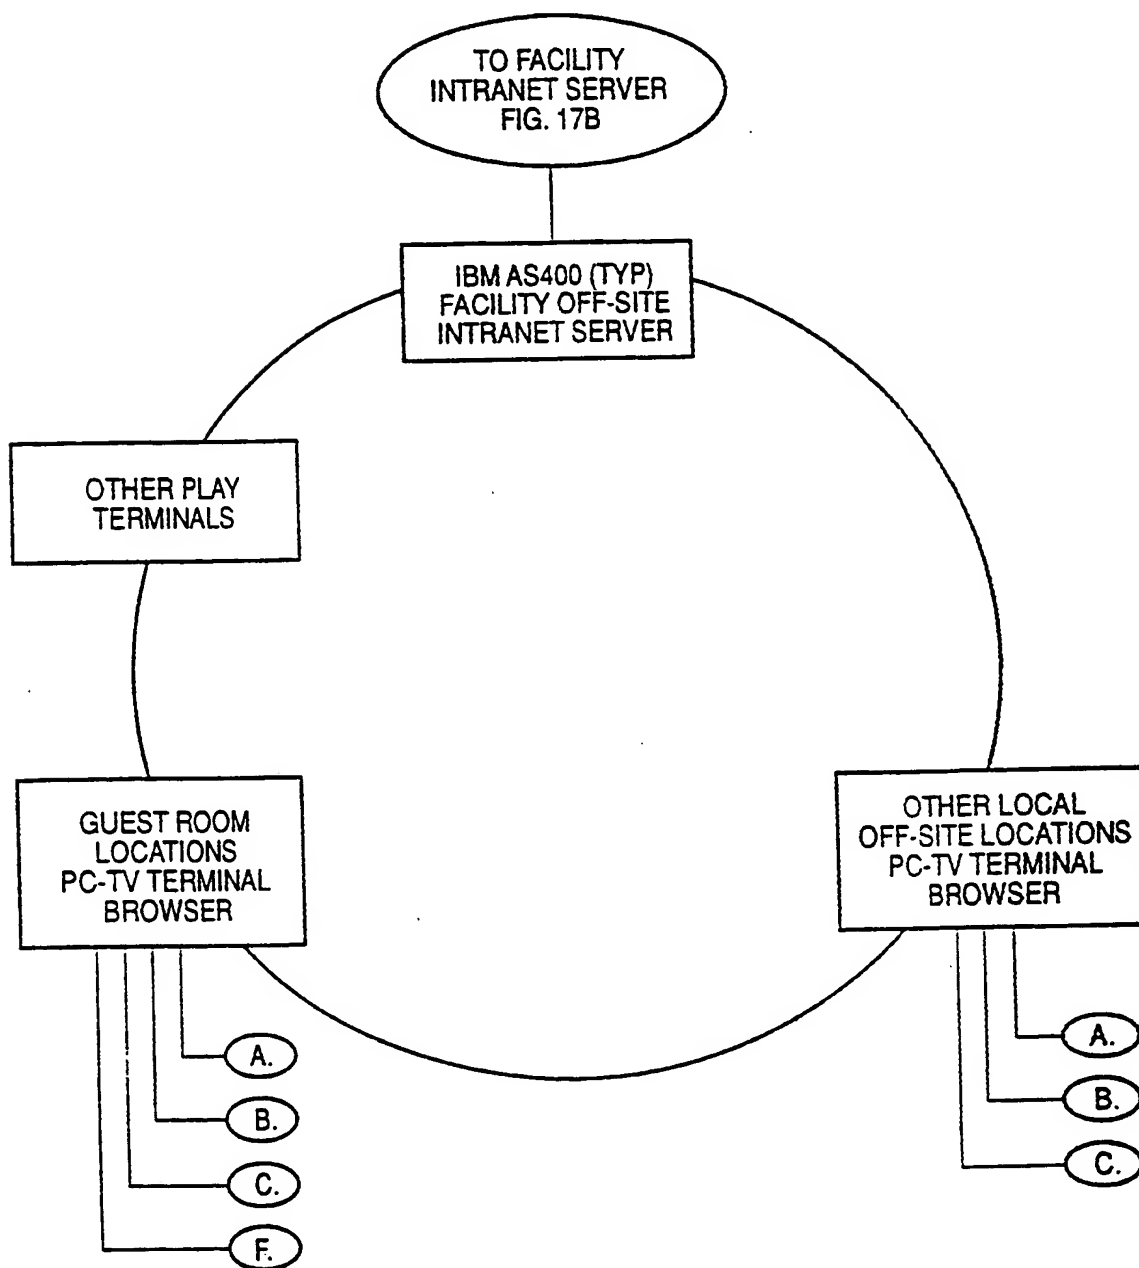 TO FACILITY
INTRANET SERVER
FIG. 17B
IBM AS400 (TYP)
FACILITY OFF-SITE
INTRANET SERVER
OTHER PLAY
TERMINALS
GUEST ROOM
LOCATIONS
PC-TV TERMINAL
BROWSER
A.
B.
C.
F.
OTHER LOCAL
OFF-SITE LOCATIONS
PC-TV TERMINAL
BROWSER
A.
B.
C.